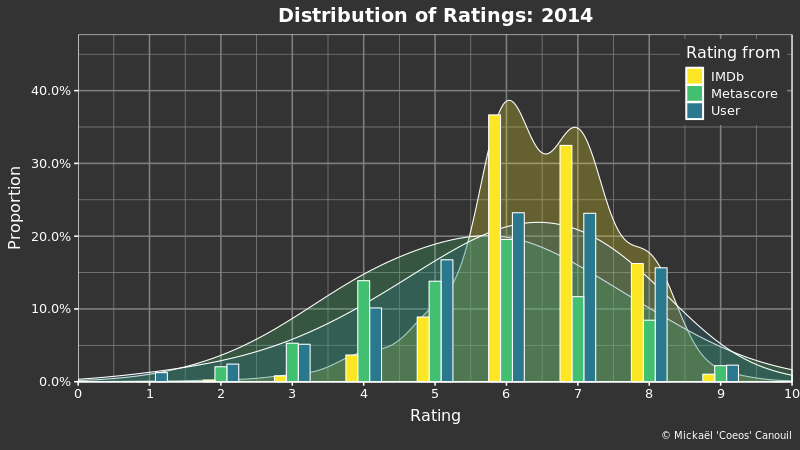 Distribution of Ratings: 2014
Rating from
IMDb
Metascore
User
Proportion
40.0%
30.0%
20.0%
10.0%
0.0%
0 1 2 3 4 5 6 7 8 9 10
Rating
© Mickaël 'Coeos' Canouil